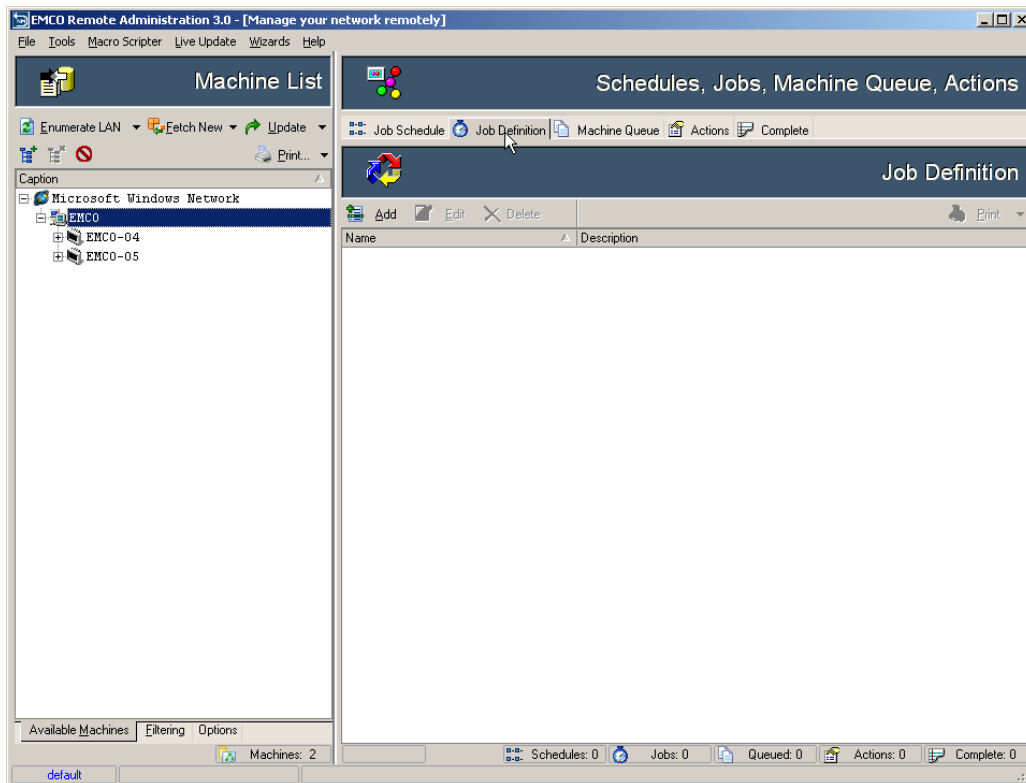 EMCO Remote Administration 3.0 - [Manage your network remotely]
File Tools Macro Scripter Live Update Wizards Help
Machine List
Schedules, Jobs, Machine Queue, Actions
Enumerate LAN Fetch New Update
Job Schedule Job Definition Machine Queue Actions Complete
Print...
Job Definition
Caption
Microsoft Windows Network
EMCO
EMCO-04
EMCO-05
Add Edit Delete Print
Name Description
Available Machines Filtering Options
Machines: 2
Schedules: 0 Jobs: 0 Queued: 0 Actions: 0 Complete: 0
default